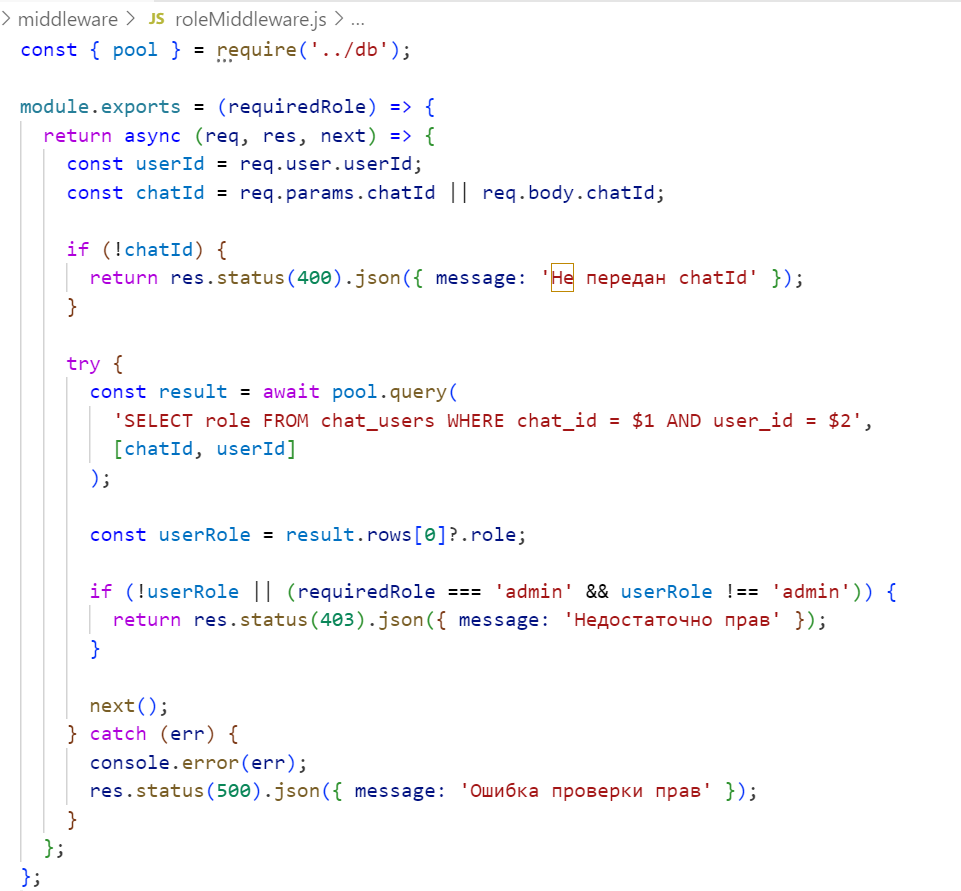 > middleware > JS roleMiddleware.js > ...
const { pool } = require('../db');
module.exports = (requiredRole) => {
return async (req, res, next) => {
const userId = req.user.userId;
const chatId = req.params.chatId || req.body.chatId;
if (!chatId) {
return res.status(400).json({ message: 'Не передан chatId' });
}
try {
const result = await pool.query(
'SELECT role FROM chat_users WHERE chat_id = $1 AND user_id = $2',
[chatId, userId]
);
const userRole = result.rows[0]?.role;
if (!userRole || (requiredRole === 'admin' && userRole !== 'admin')) {
return res.status(403).json({ message: 'Недостаточно прав' });
}
next();
} catch (err) {
console.error(err);
res.status(500).json({ message: 'Ошибка проверки прав' });
}
};
};